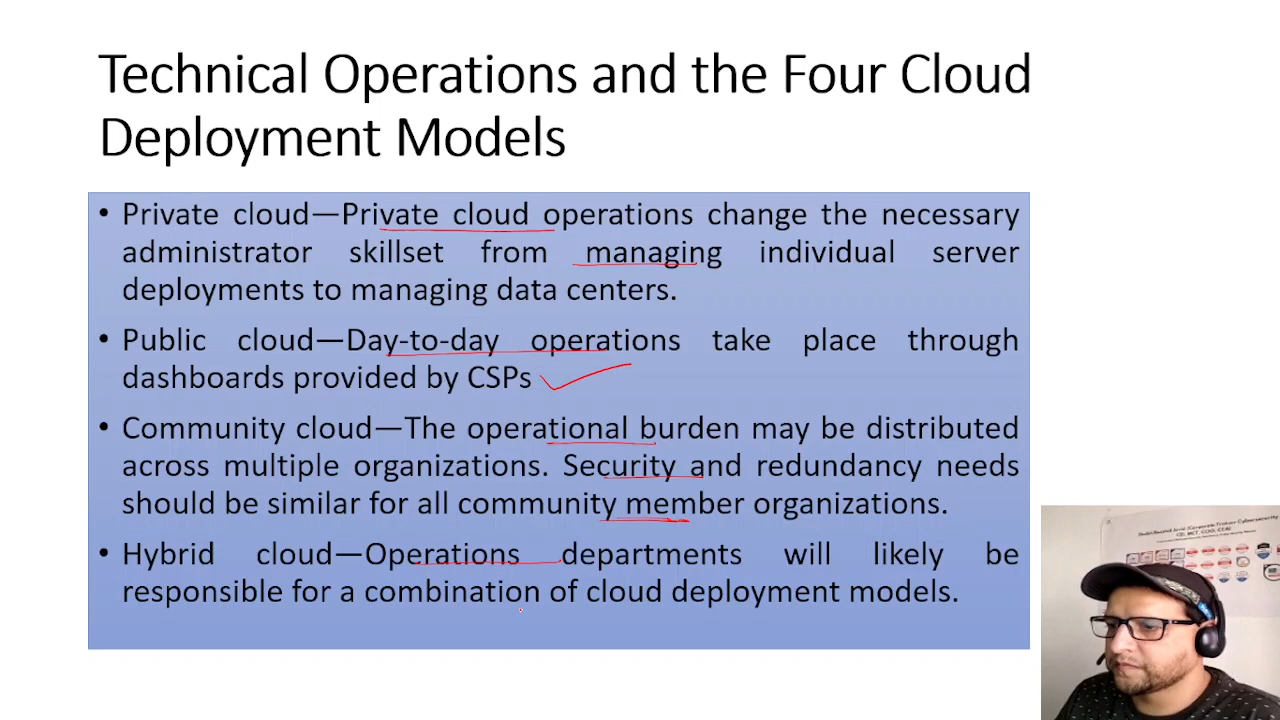 Technical Operations and the Four Cloud
Deployment Models
• Private cloud—Private cloud operations change the necessary
administrator skillset from managing individual server
deployments to managing data centers.
• Public cloud—Day-to-day operations take place through
dashboards provided by CSPs
• Community cloud—The operational burden may be distributed
across multiple organizations. Security and redundancy needs
should be similar for all community member organizations.
• Hybrid cloud—Operations departments will likely be
responsible for a combination of cloud deployment models.